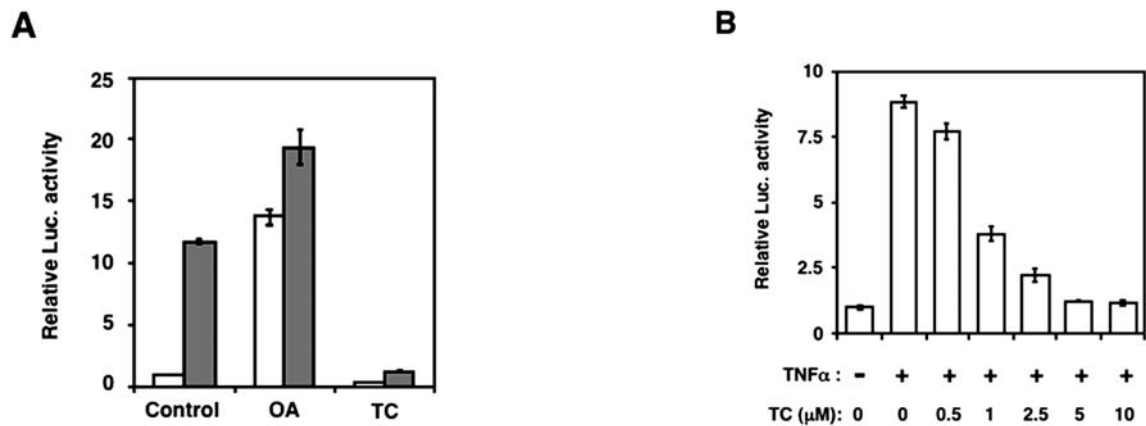 A
Relative Luc. activity
25
20
15
10
5
0
Control OA TC
B
Relative Luc. activity
10
7.5
5
2.5
0
TNFα : - + + + + + +
TC (μM): 0 0 0.5 1 2.5 5 10